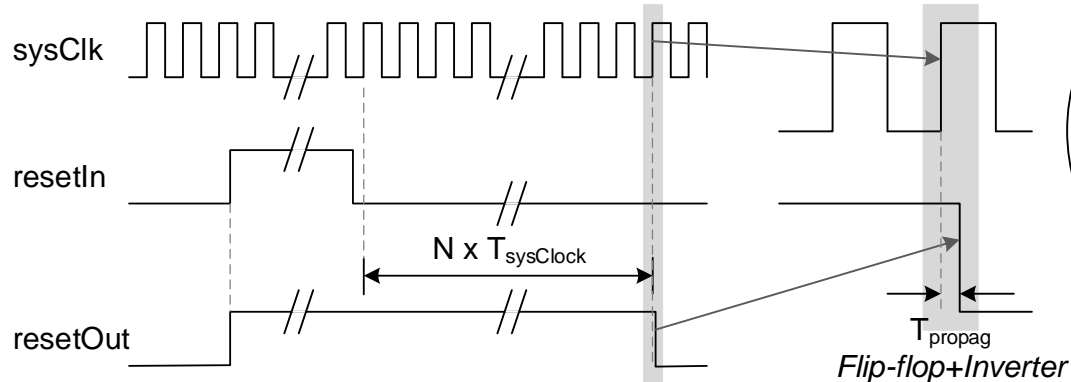 sysClk
resetIn
N x TsysClock
resetOut
Tpropag
Flip-flop+Inverter